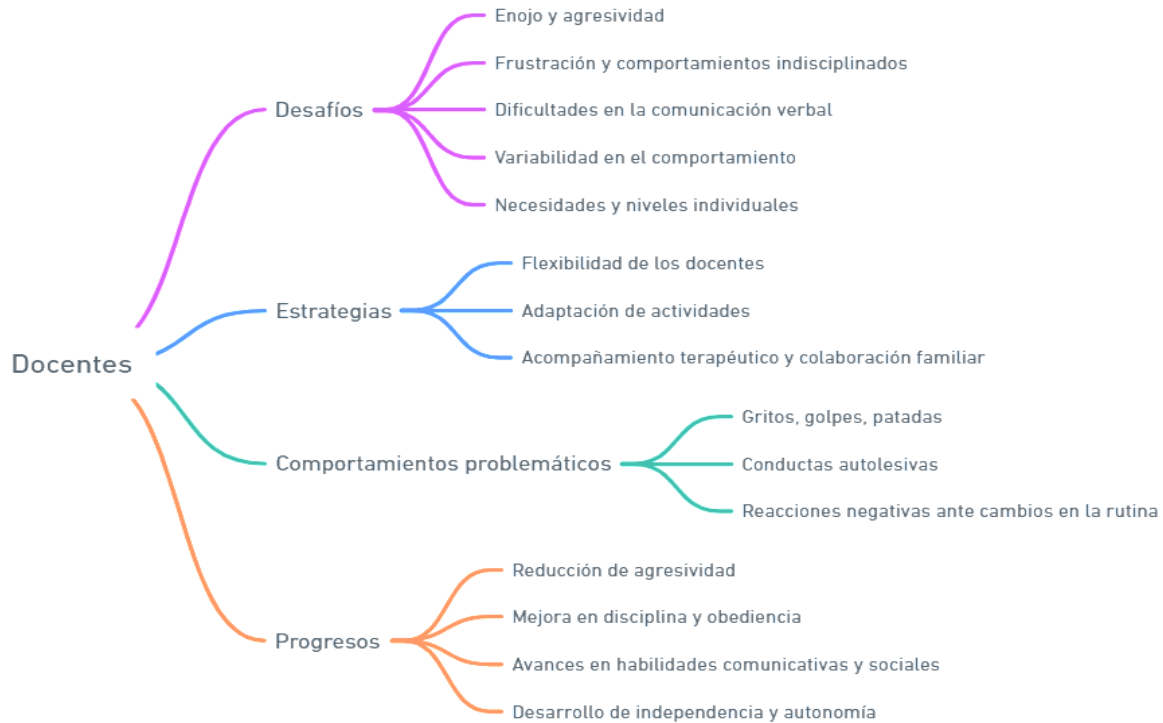 Docentes
Desafíos
Enojo y agresividad
Frustración y comportamientos indisciplinados
Dificultades en la comunicación verbal
Variabilidad en el comportamiento
Necesidades y niveles individuales
Estrategias
Flexibilidad de los docentes
Adaptación de actividades
Acompañamiento terapéutico y colaboración familiar
Comportamientos problemáticos
Gritos, golpes, patadas
Conductas autolesivas
Reacciones negativas ante cambios en la rutina
Progresos
Reducción de agresividad
Mejora en disciplina y obediencia
Avances en habilidades comunicativas y sociales
Desarrollo de independencia y autonomía